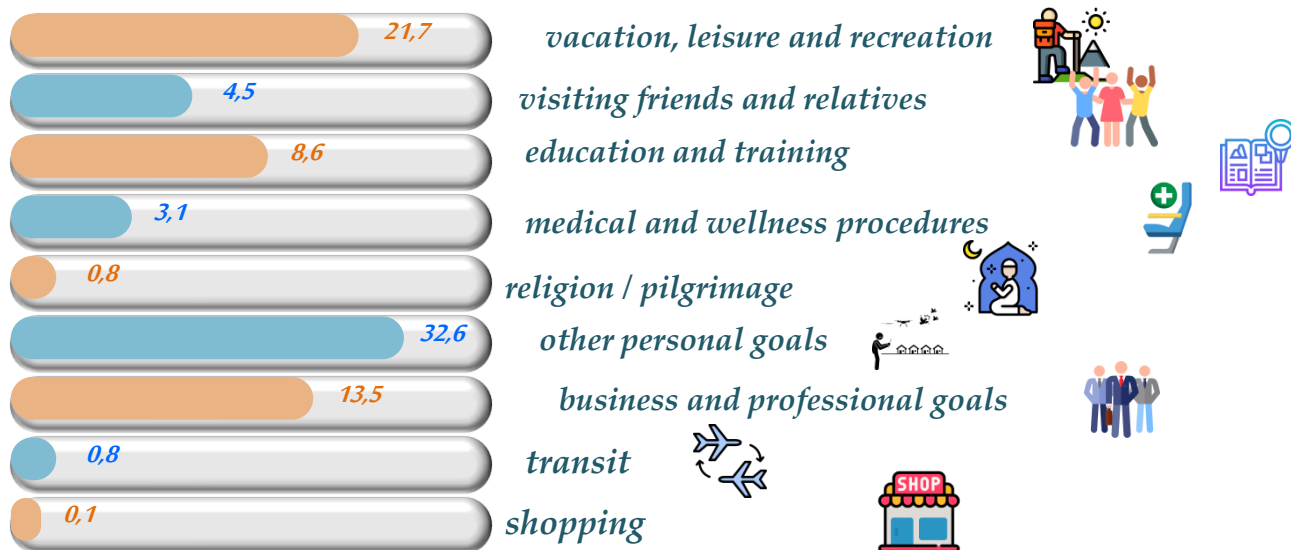 21,7 vacation, leisure and recreation
4,5 visiting friends and relatives
8,6 education and training
3,1 medical and wellness procedures
0,8 religion / pilgrimage
32,6 other personal goals
13,5 business and professional goals
0,8 transit
SHOP
0,1 shopping